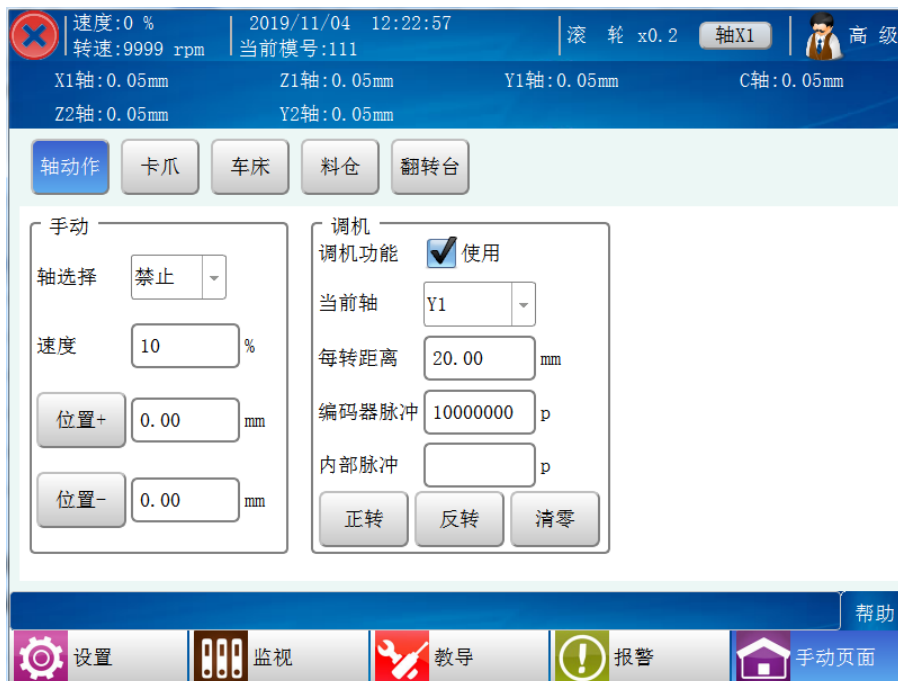 速度:0 % 2019/11/04 12:22:57 滚 轮 x0.2 轴X1 高 级
转速:9999 rpm 当前模号:111
X1轴:0.05mm Z1轴:0.05mm Y1轴:0.05mm C轴:0.05mm
Z2轴:0.05mm Y2轴:0.05mm
轴动作 卡爪 车床 料仓 翻转台
手动
轴选择 禁止
速度 10 %
位置+ 0.00 mm
位置- 0.00 mm
调机
调机功能 使用
当前轴 Y1
每转距离 20.00 mm
编码器脉冲 10000000 p
内部脉冲 p
正转 反转 清零
帮助
设置 监视 教导 报警 手动页面